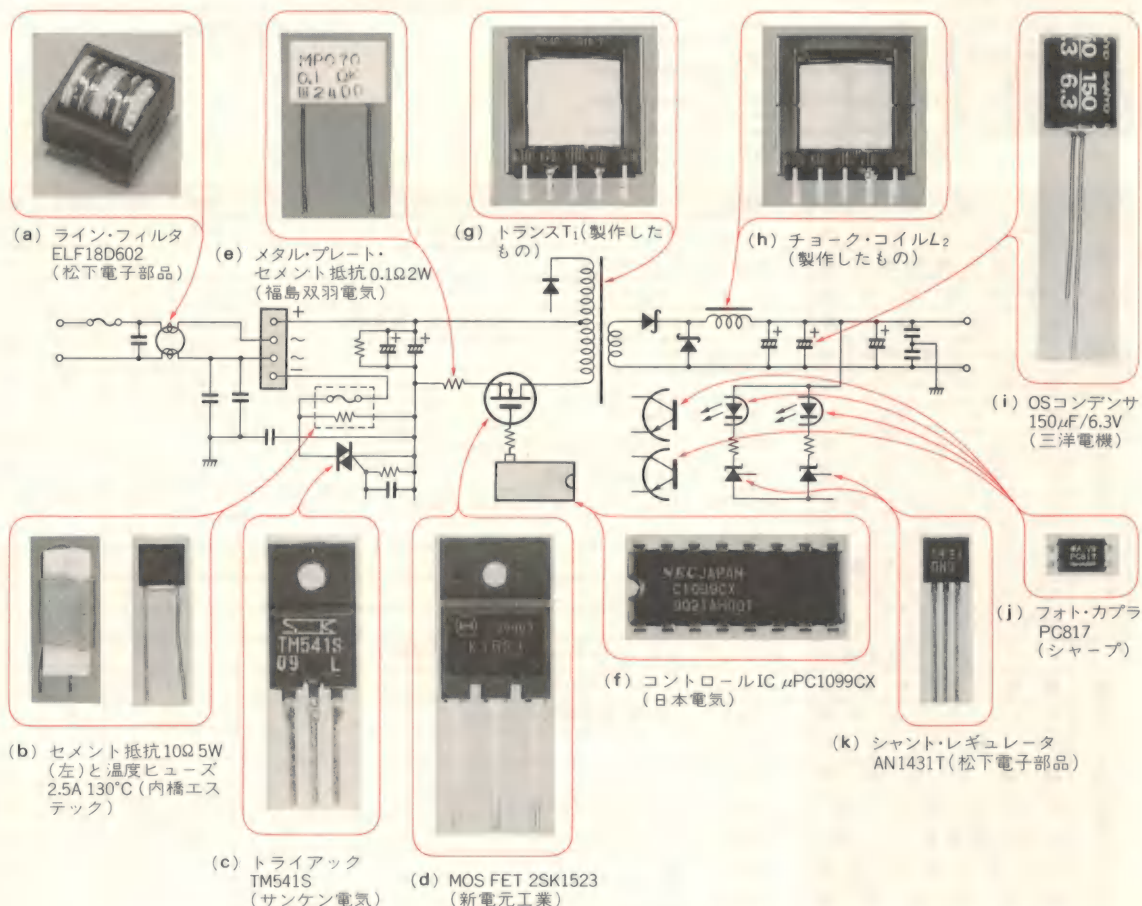 MPC70
0.1 ΩK
2400
150
6.3
(a) ライン・フィルタ
ELF18D602
(松下電子部品)
(e) メタル・プレート・
セメント抵抗 0.1Ω2W
(福島双羽電気)
(g) トランスT₁(製作した
もの)
(h) チョーク・コイルL₂
(製作したもの)
(i) OSコンデンサ
150μF/6.3V
(三洋電機)
+
~
~
−
+
+
+
+
+
TM541S
09 L
NEC JAPAN
C1099CX
PC817
(j) フォト・カプラ
PC817
(シャープ)
(f) コントロールIC μPC1099CX
(日本電気)
(k) シャント・レギュレータ
AN1431T(松下電子部品)
(b) セメント抵抗10Ω 5W
(左)と温度ヒューズ
2.5A 130°C(内橋エス
テック)
(c) トライアック
TM541S
(サンケン電気)
(d) MOS FET 2SK1523
(新電元工業)